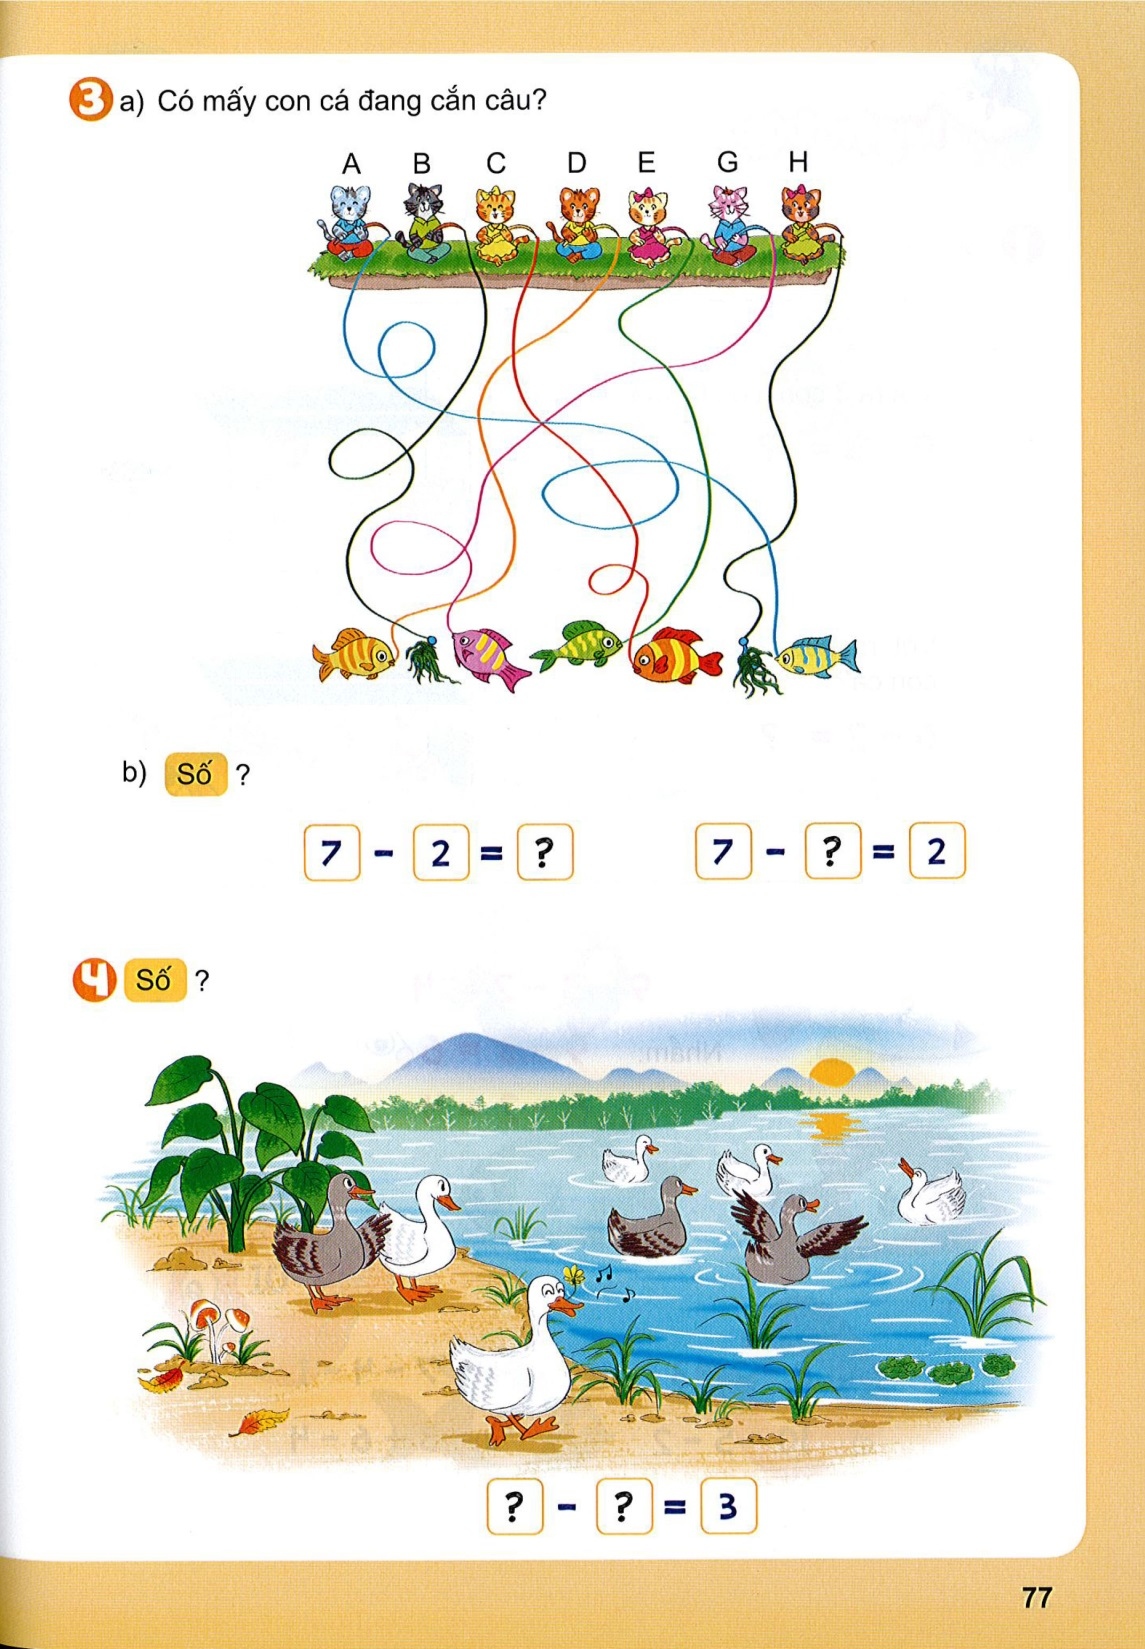 3 a) Có mấy con cá đang cắn câu?
A B C D E G H
b) Số ?
7 - 2 = ? 7 - ? = 2
4 Số ?
? - ? = 3
77